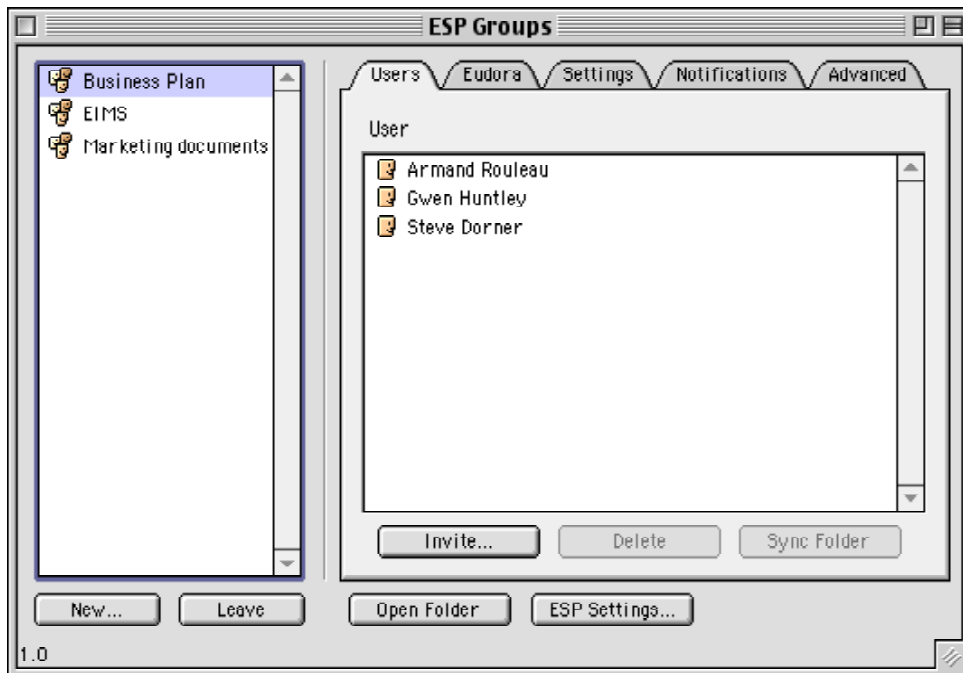 ESP Groups
Business Plan
EIMS
Marketing documents
Users Eudora Settings Notifications Advanced
User
Armand Rouleau
Gwen Huntley
Steve Dorner
Invite... Delete Sync Folder
New... Leave Open Folder ESP Settings...
1.0